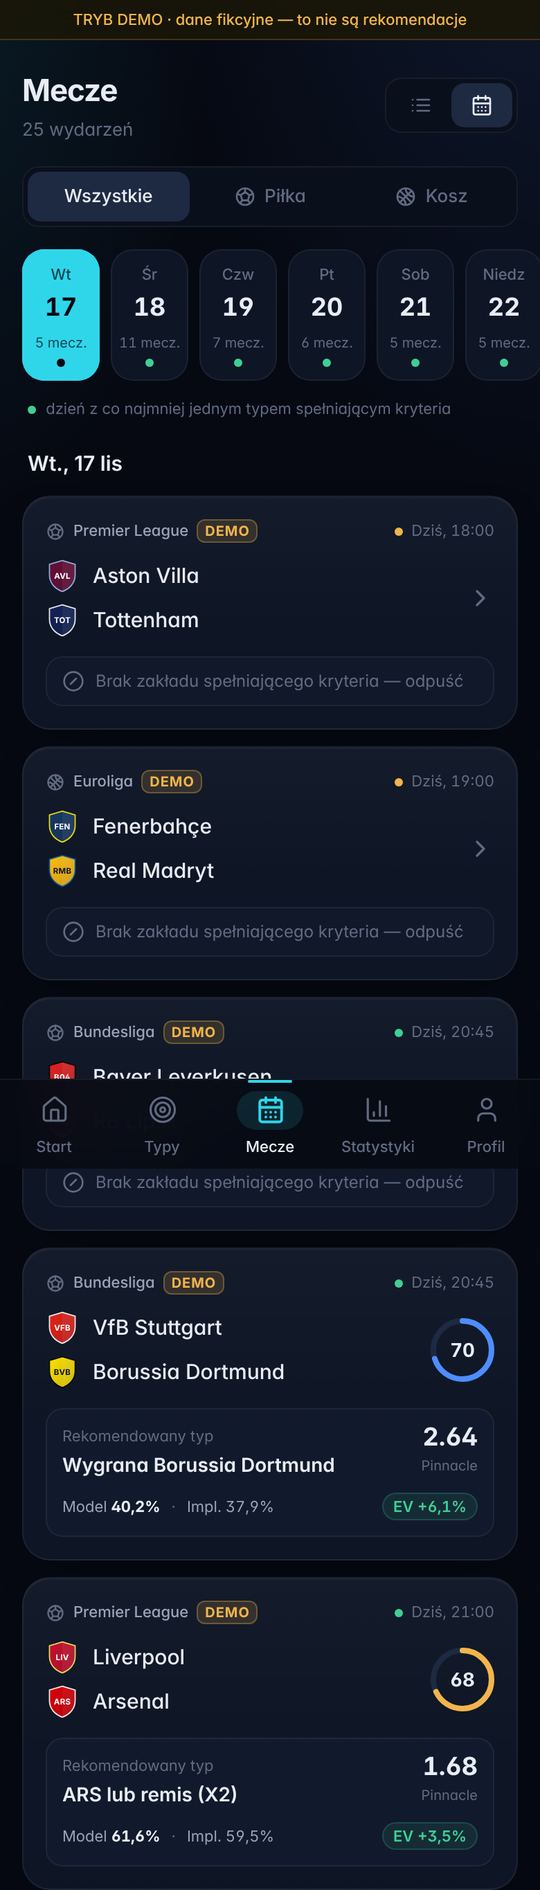 TRYB DEMO · dane fikcyjne — to nie są rekomendacje
Mecze
25 wydarzeń
Wszystkie
Piłka
Kosz
Wt
17
5 mecz.
Śr
18
11 mecz.
Czw
19
7 mecz.
Pt
20
6 mecz.
Sob
21
5 mecz.
Niedz
22
5 mecz.
dzień z co najmniej jednym typem spełniającym kryteria
Wt., 17 lis
Premier League DEMO Dziś, 18:00
AVL Aston Villa
TOT Tottenham
Brak zakładu spełniającego kryteria — odpuść
Euroliga DEMO Dziś, 19:00
FEN Fenerbahçe
RMB Real Madryt
Brak zakładu spełniającego kryteria — odpuść
Bundesliga DEMO Dziś, 20:45
B04 Bayer Leverkusen
Start
Typy
Mecze
Statystyki
Profil
Brak zakładu spełniającego kryteria — odpuść
Bundesliga DEMO Dziś, 20:45
VFB VfB Stuttgart
70
BVB Borussia Dortmund
Rekomendowany typ
2.64
Wygrana Borussia Dortmund
Pinnacle
Model 40,2% · Impl. 37,9%
EV +6,1%
Premier League DEMO Dziś, 21:00
LIV Liverpool
68
ARS Arsenal
Rekomendowany typ
1.68
ARS lub remis (X2)
Pinnacle
Model 61,6% · Impl. 59,5%
EV +3,5%